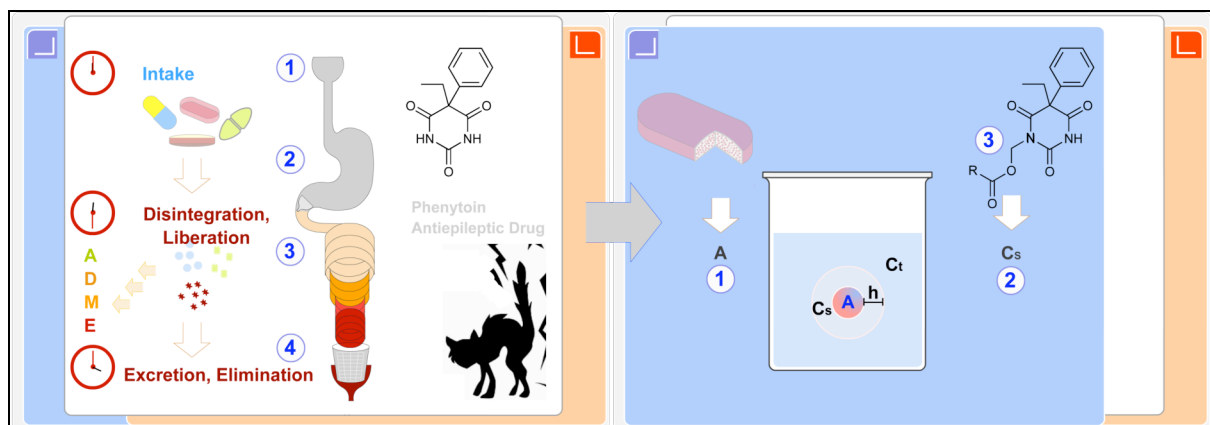 Intake
Disintegration,
Liberation
A
D
M
E
Excretion, Elimination
1
2
3
4
O
O
NH
NH
O
Phenytoin
Antiepileptic Drug
A
1
Ct
Cs
A
h
O
O
3
N
NH
R
O
O
O
Cs
2